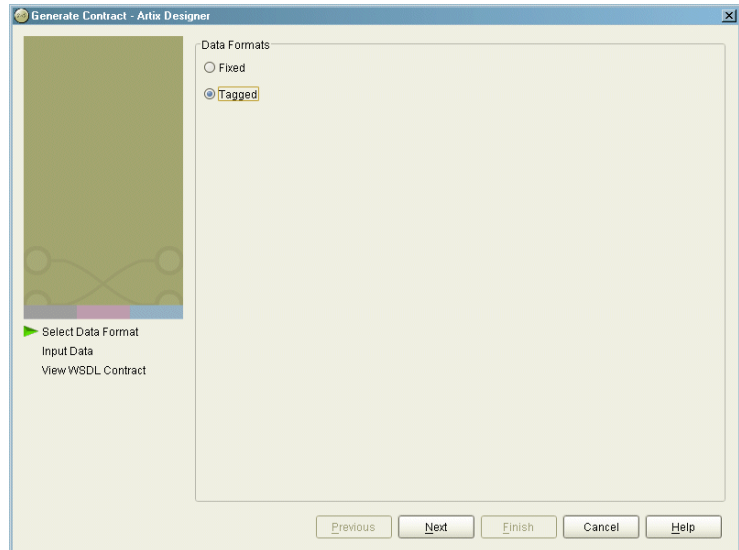 Generate Contract - Artix Designer
Data Formats
Fixed
Tagged
Select Data Format
Input Data
View WSDL Contract
Previous Next Finish Cancel Help